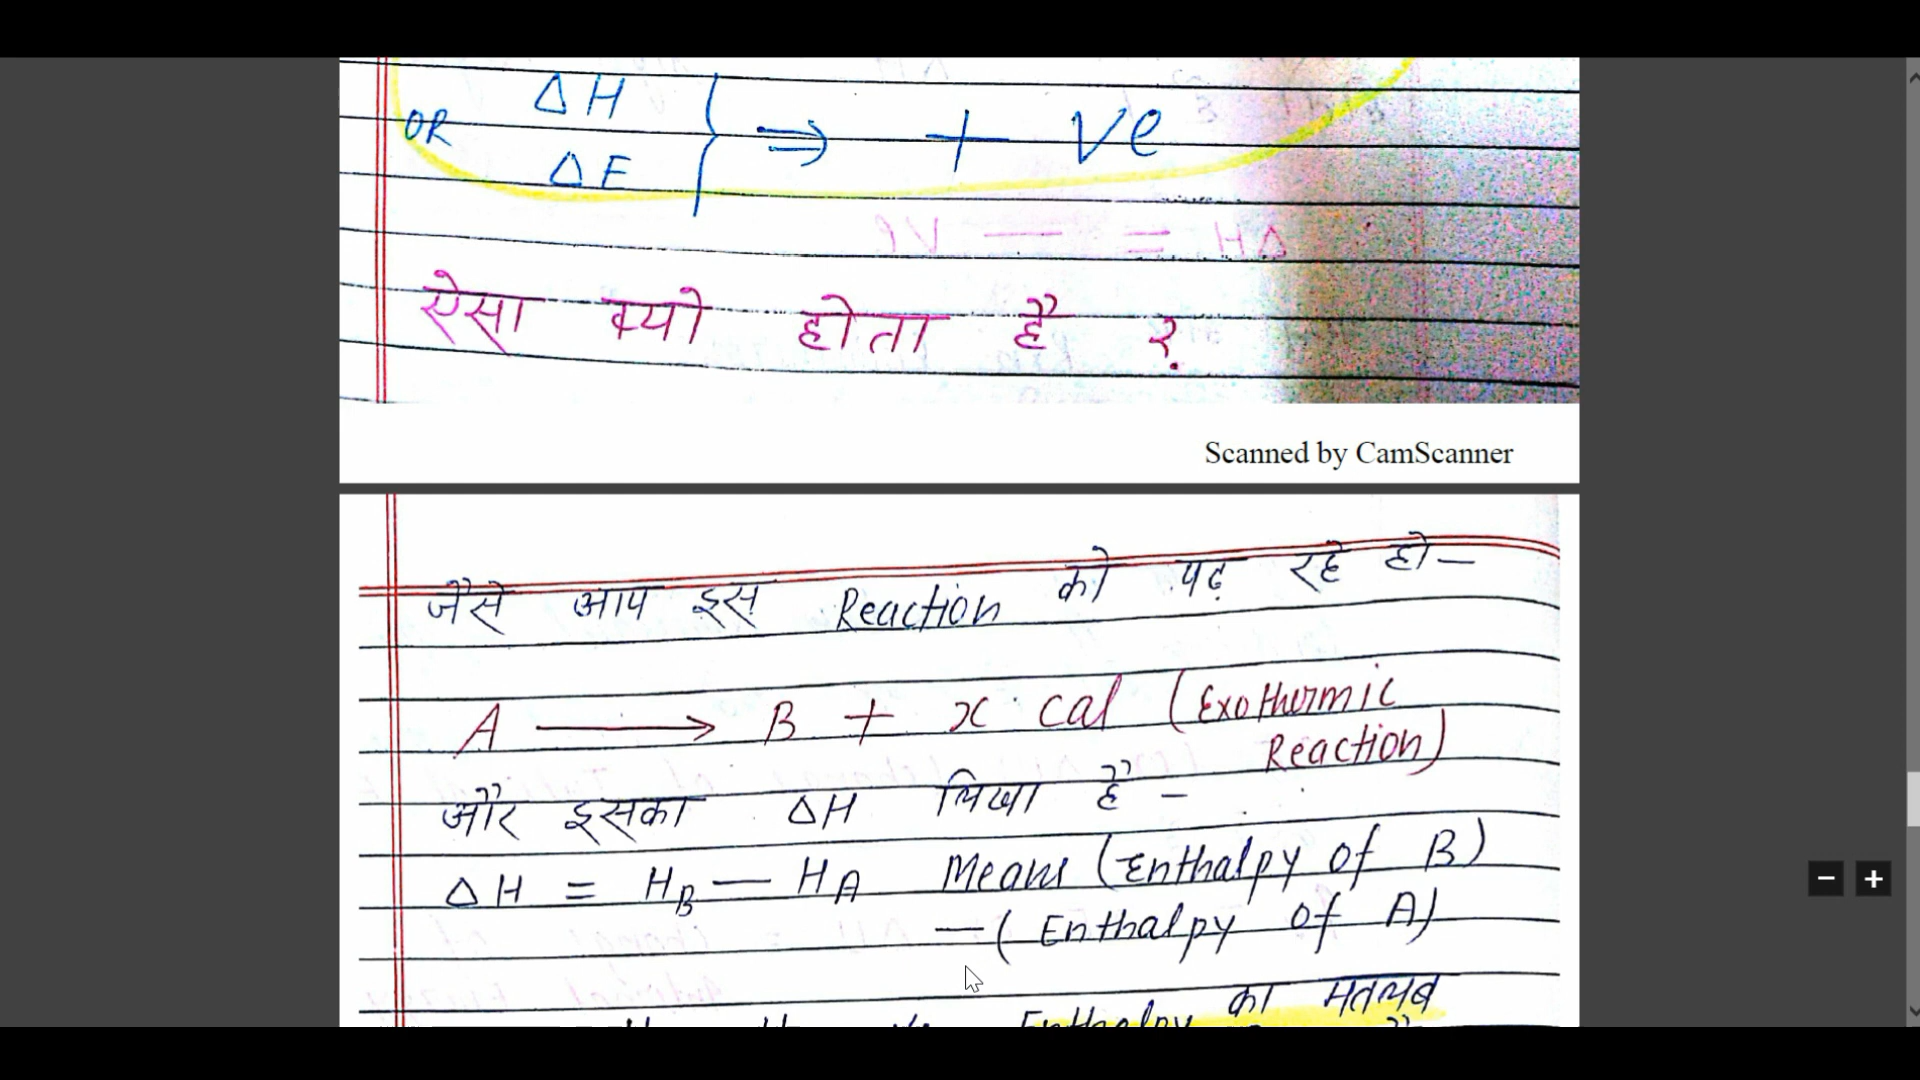 OR ΔH
ΔE } ⇒ + ve
ऐसा क्यो होता है ?
Scanned by CamScanner
जैसे आप इस Reaction को पढ़ रहे हो-
A ⟶ B + x cal (Exothermic
Reaction)
और इसका ΔH लिखा है -
ΔH = H_B — H_A Means (Enthalpy of B)
— (Enthalpy of A)
Enthalpy का मतलब